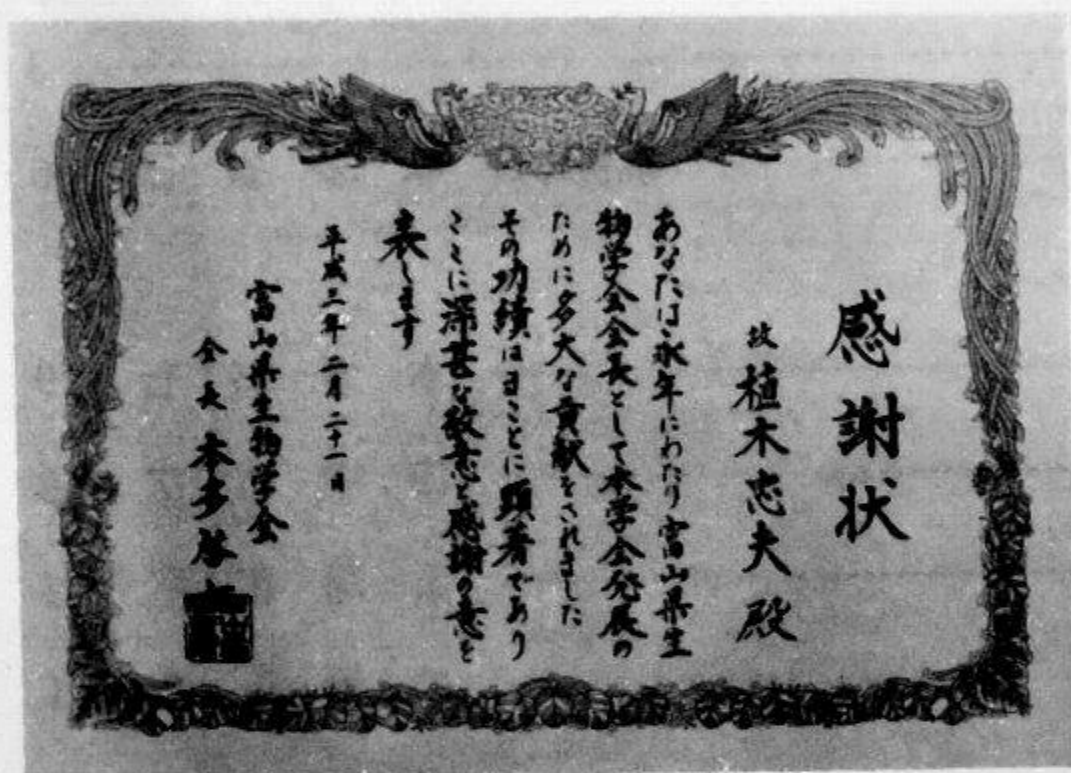 感謝状
故 植木忠夫 殿
あなたは永年にわたり富山県生
物学会会長として本学会発展の
ために多大な貢献をされました
その功績はまことに顕著であり
ここに深甚な敬意と感謝の意を
表します
平成三年二月二十一日
富山県生物学会
会長 本多啓